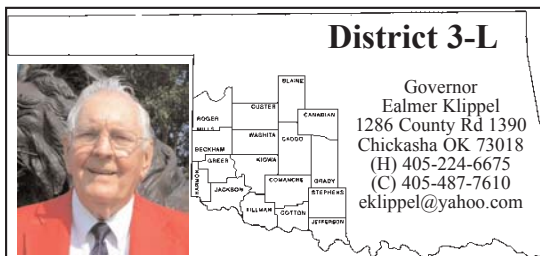 District 3-L
Governor
Ealmer Klippel
1286 County Rd 1390
Chickasha OK 73018
(H) 405-224-6675
(C) 405-487-7610
eklippel@yahoo.com
BLAINE
CUSTER
CANADIAN
ROGER
MILLS
WASHITA
CADDO
BECKHAM
GREER
KIOWA
HARMON
COMANCHE
GRADY
JACKSON
STEPHENS
TILLMAN
COTTON
JEFFERSON